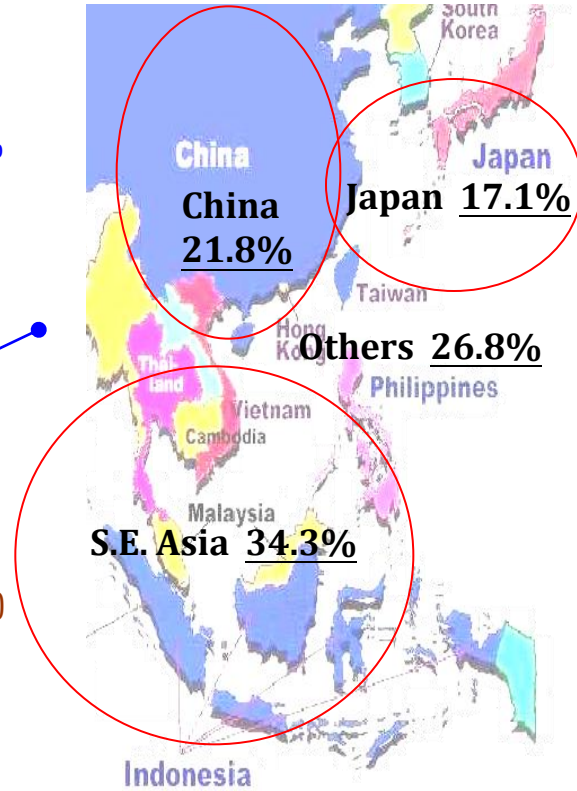 South
Korea
China
Japan
China
21.8%
Japan 17.1%
Taiwan
Hong
Kong
Others 26.8%
Thai-
land
Philippines
Vietnam
Cambodia
Malaysia
S.E. Asia 34.3%
Indonesia